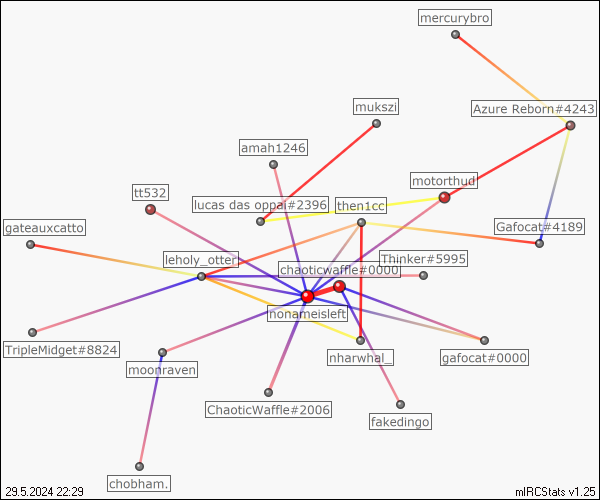 mercurybro
Azure Reborn#4243
mukszi
amah1246
motorthud
tt532
lucas das oppai#2396
then1cc
gateauxcatto
Gafocat#4189
leholy_otter
Thinker#5995
chaoticwaffle#0000
nonameisleft
TripleMidget#8824
nharwhal_
gafocat#0000
moonraven
ChaoticWaffle#2006
fakedingo
chobham.
29.5.2024 22:29
mIRCStats v1.25